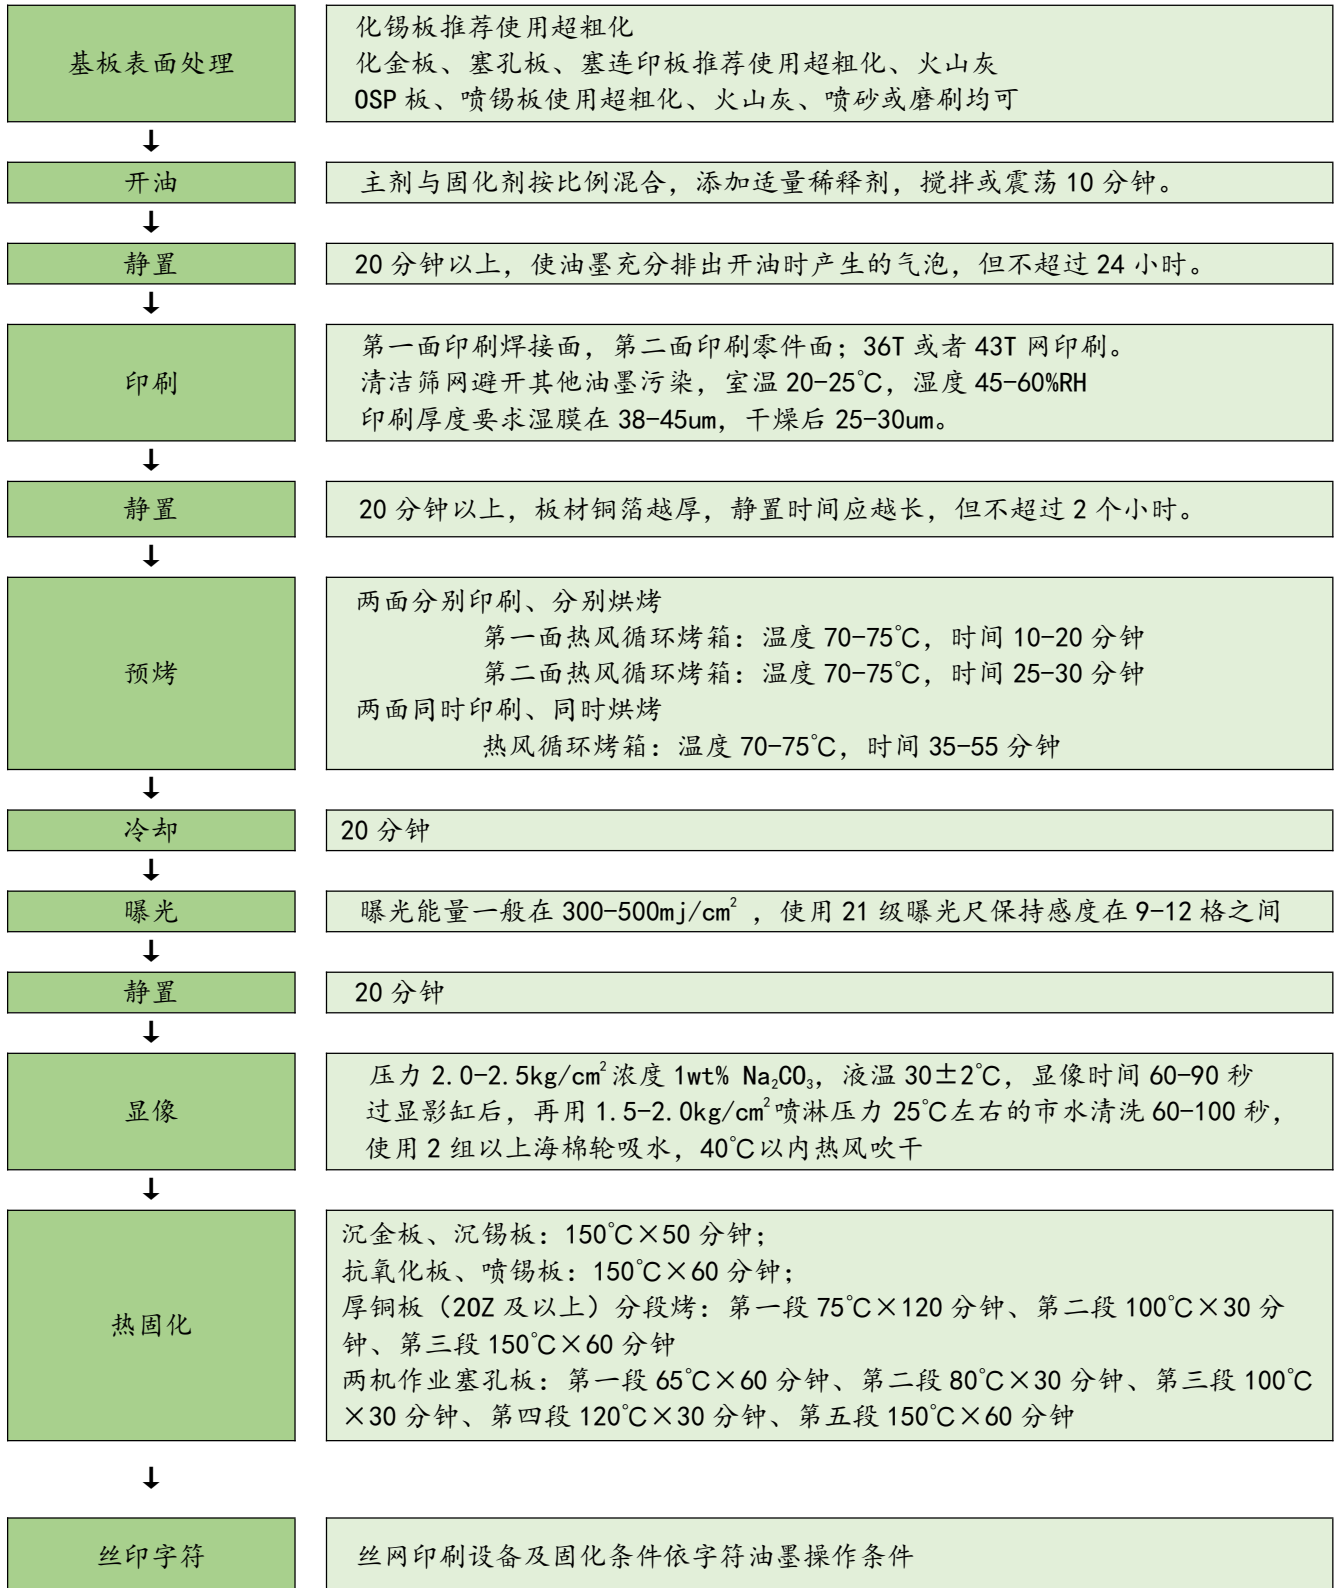 基板表面处理
化锡板推荐使用超粗化
化金板、塞孔板、塞连印板推荐使用超粗化、火山灰
OSP 板、喷锡板使用超粗化、火山灰、喷砂或磨刷均可
↓
开油
主剂与固化剂按比例混合，添加适量稀释剂，搅拌或震荡 10 分钟。
↓
静置
20 分钟以上，使油墨充分排出开油时产生的气泡，但不超过 24 小时。
↓
印刷
第一面印刷焊接面，第二面印刷零件面；36T 或者 43T 网印刷。
清洁筛网避开其他油墨污染，室温 20-25℃，湿度 45-60%RH
印刷厚度要求湿膜在 38-45um，干燥后 25-30um。
↓
静置
20 分钟以上，板材铜箔越厚，静置时间应越长，但不超过 2 个小时。
↓
预烤
两面分别印刷、分别烘烤
第一面热风循环烤箱：温度 70-75℃，时间 10-20 分钟
第二面热风循环烤箱：温度 70-75℃，时间 25-30 分钟
两面同时印刷、同时烘烤
热风循环烤箱：温度 70-75℃，时间 35-55 分钟
↓
冷却
20 分钟
↓
曝光
曝光能量一般在 300-500mj/cm² ，使用 21 级曝光尺保持感度在 9-12 格之间
↓
静置
20 分钟
↓
显像
压力 2.0-2.5kg/cm²浓度 1wt% Na₂CO₃，液温 30±2℃，显像时间 60-90 秒
过显影缸后，再用 1.5-2.0kg/cm²喷淋压力 25℃左右的市水清洗 60-100 秒，
使用 2 组以上海棉轮吸水，40℃以内热风吹干
↓
热固化
沉金板、沉锡板：150℃×50 分钟；
抗氧化板、喷锡板：150℃×60 分钟；
厚铜板（2OZ 及以上）分段烤：第一段 75℃×120 分钟、第二段 100℃×30 分
钟、第三段 150℃×60 分钟
两机作业塞孔板：第一段 65℃×60 分钟、第二段 80℃×30 分钟、第三段 100℃
×30 分钟、第四段 120℃×30 分钟、第五段 150℃×60 分钟
↓
丝印字符
丝网印刷设备及固化条件依字符油墨操作条件